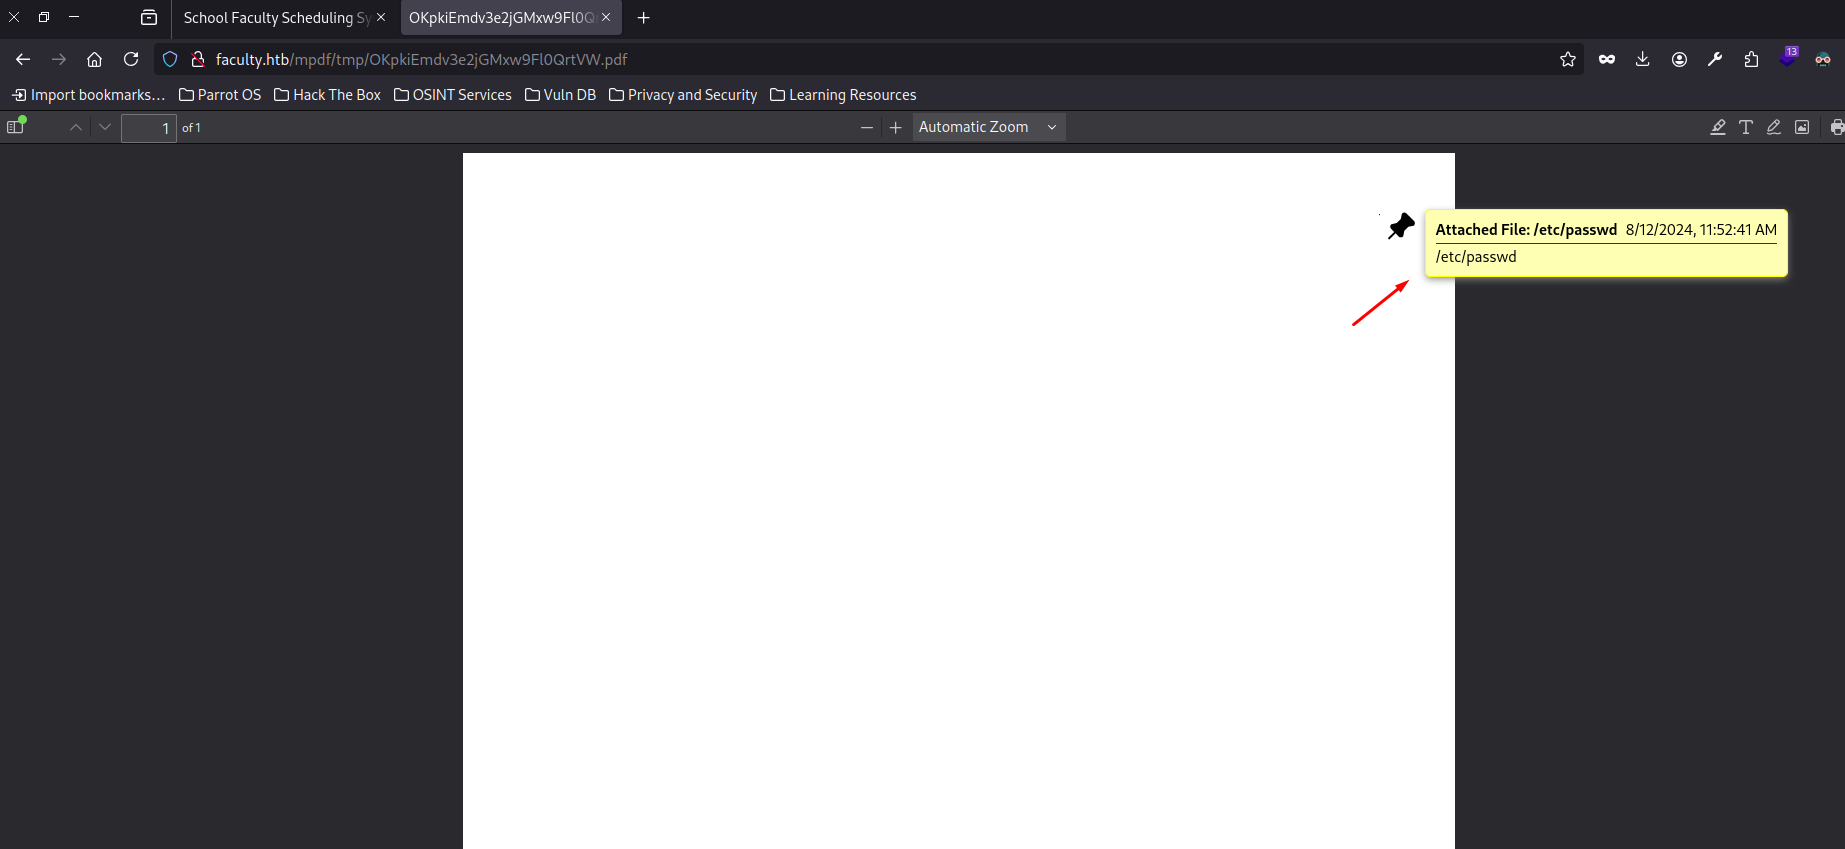 School Faculty Scheduling Sy
OKpkiEmdv3e2jGMxw9Fl0Q
faculty.htb/mpdf/tmp/OKpkiEmdv3e2jGMxw9Fl0QrtVW.pdf
13
Import bookmarks...
Parrot OS
Hack The Box
OSINT Services
Vuln DB
Privacy and Security
Learning Resources
1
of 1
Automatic Zoom
Attached File: /etc/passwd 8/12/2024, 11:52:41 AM
/etc/passwd